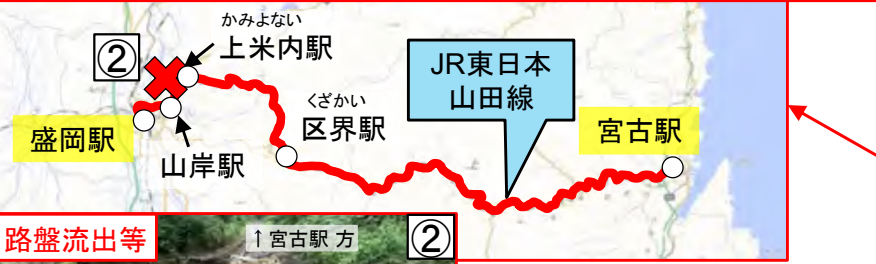 かみよない
上米内駅
②
JR東日本
山田線
くざかい
区界駅
宮古駅
盛岡駅
山岸駅
路盤流出等
↑宮古駅 方
②